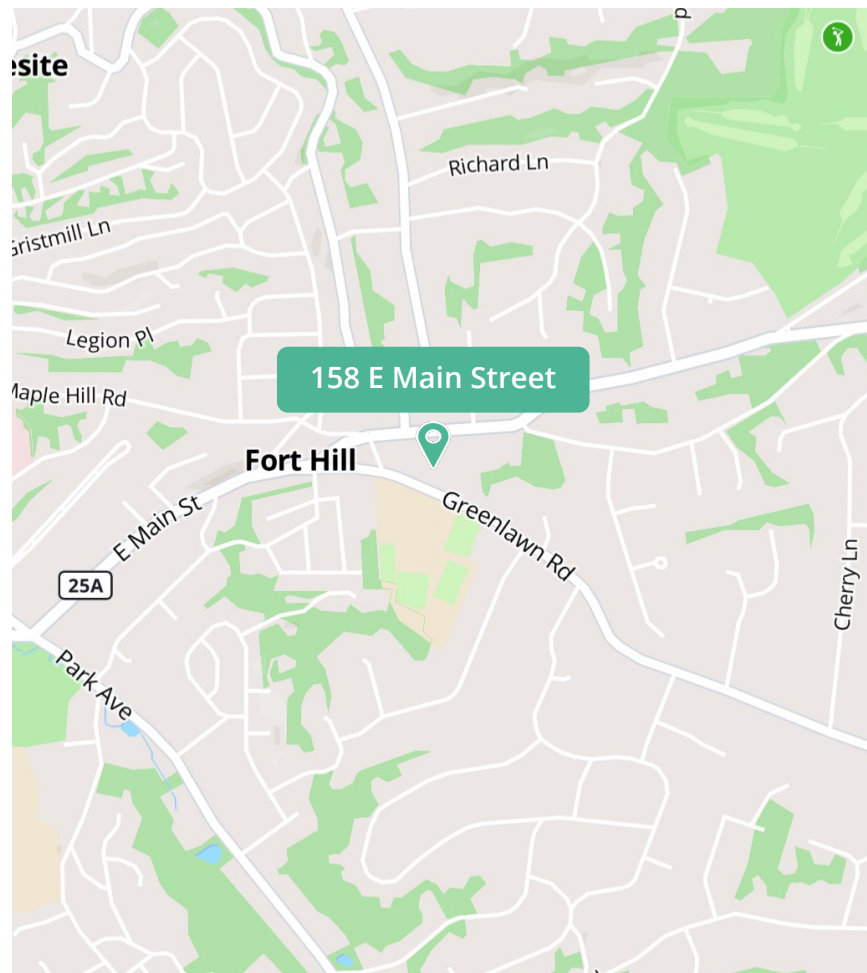 esite
Richard Ln
Gristmill Ln
Legion Pl
Maple Hill Rd
158 E Main Street
Fort Hill
E Main St
Greenlawn Rd
25A
Cherry Ln
Park Ave